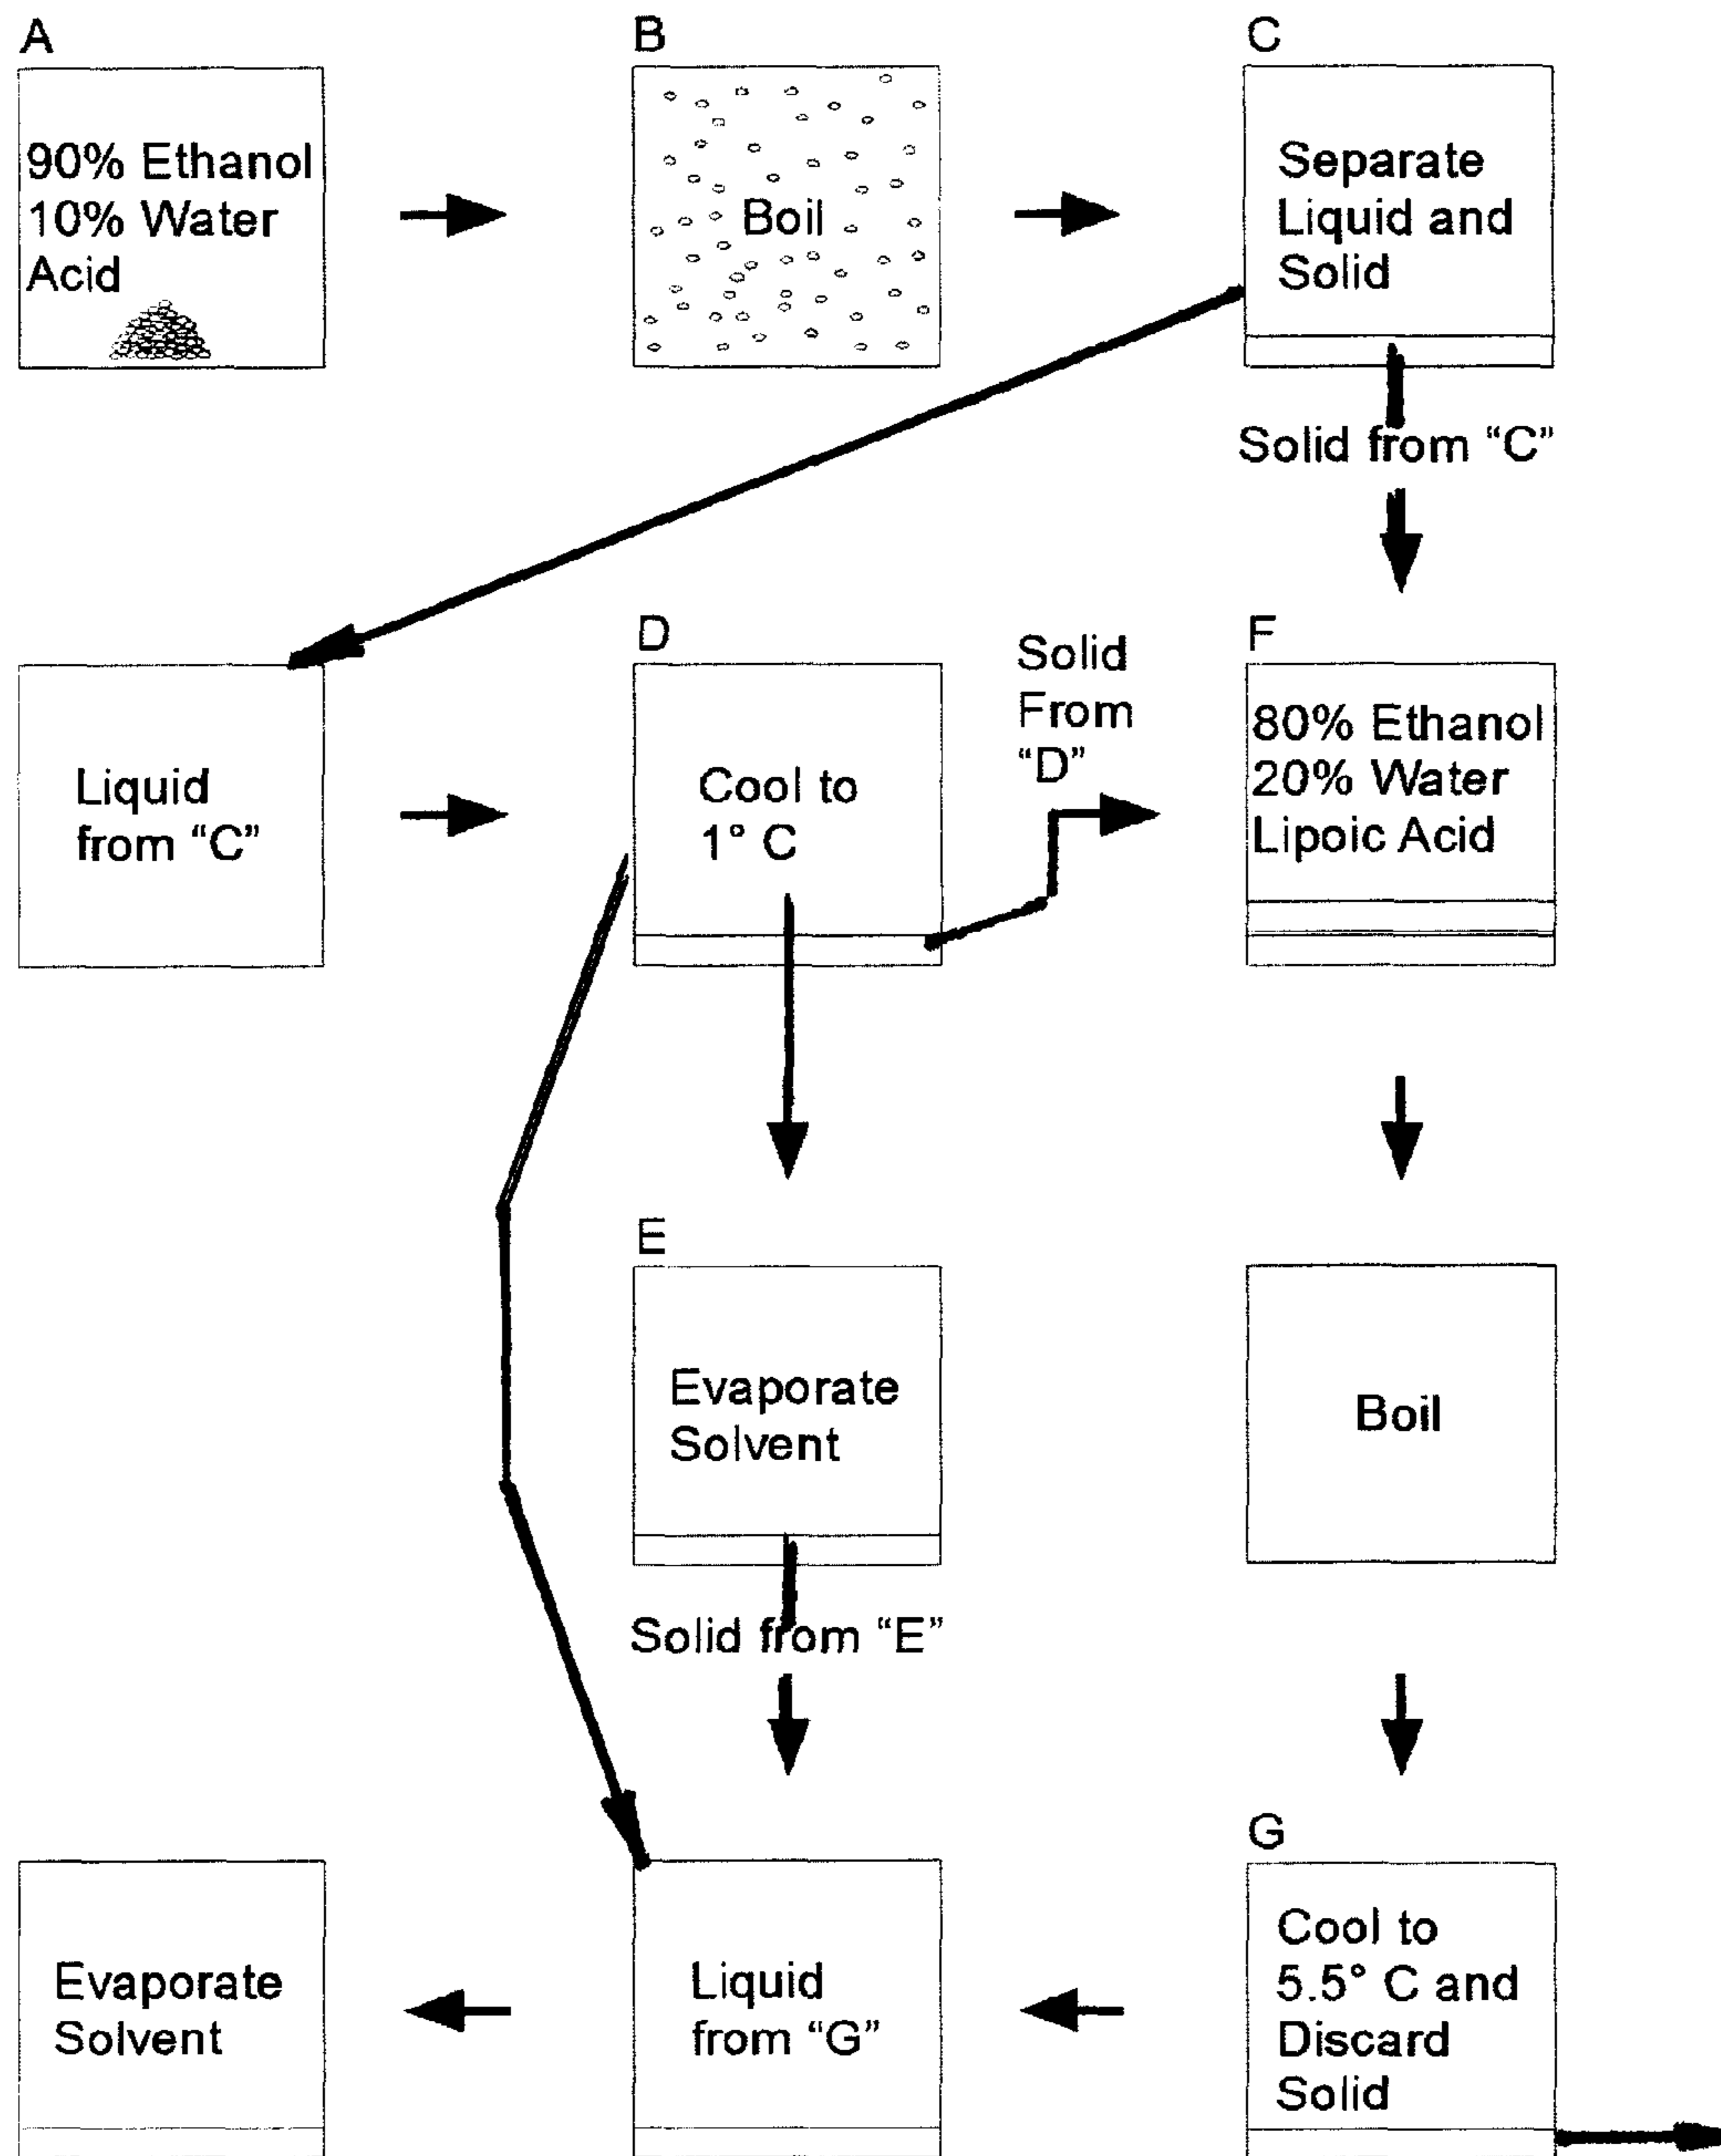 A
90% Ethanol
10% Water
Acid
B
Boil
C
Separate
Liquid and
Solid
Solid from “C”
Liquid
from “C”
D
Cool to
1° C
Solid
From
“D”
F
80% Ethanol
20% Water
Lipoic Acid
E
Evaporate
Solvent
Boil
Solid from “E”
Evaporate
Solvent
Liquid
from “G”
G
Cool to
5.5° C and
Discard
Solid